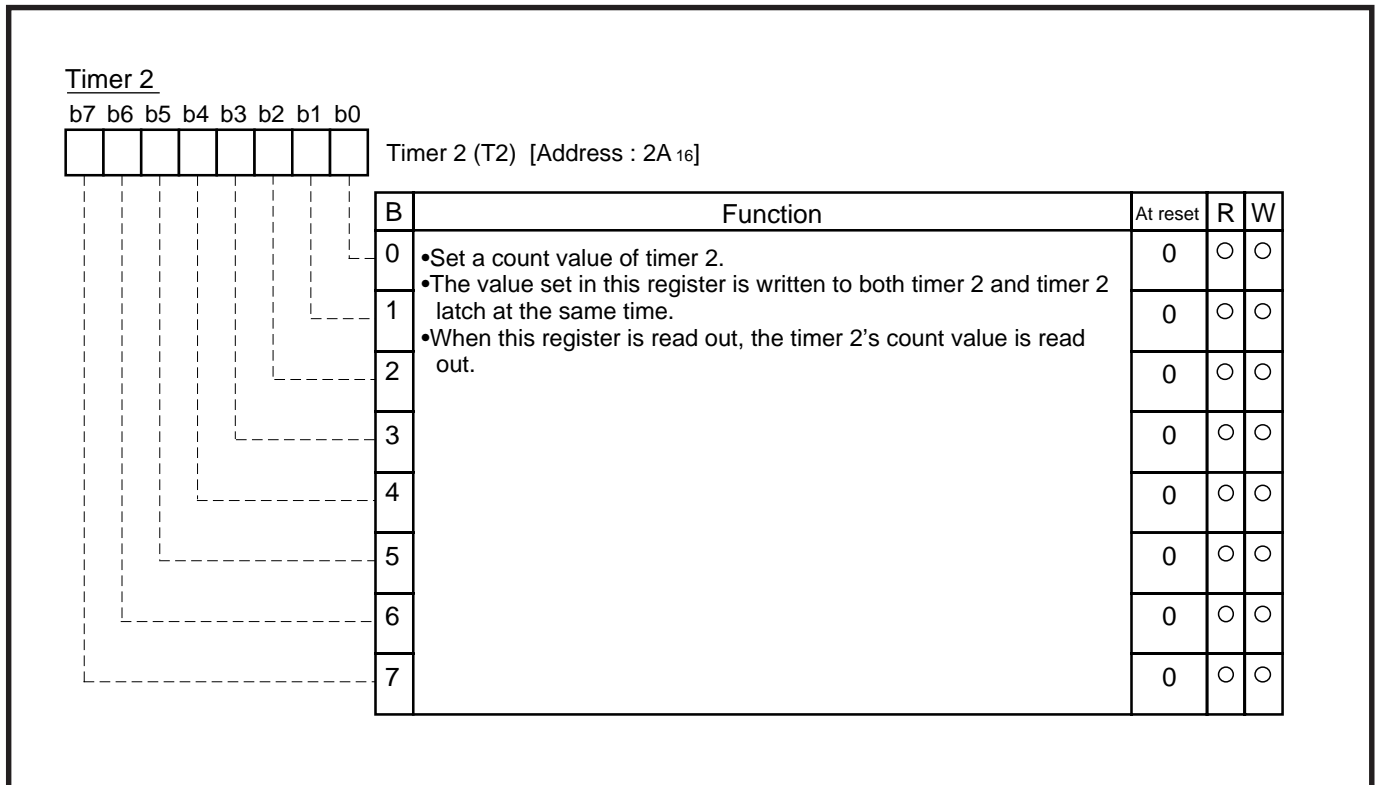 Timer 2
b7 b6 b5 b4 b3 b2 b1 b0
Timer 2 (T2) [Address : 2A 16]
B Function At reset R W
0 •Set a count value of timer 2. 0 ○ ○
•The value set in this register is written to both timer 2 and timer 2
1 latch at the same time. 0 ○ ○
•When this register is read out, the timer 2's count value is read
2 out. 0 ○ ○
3 0 ○ ○
4 0 ○ ○
5 0 ○ ○
6 0 ○ ○
7 0 ○ ○